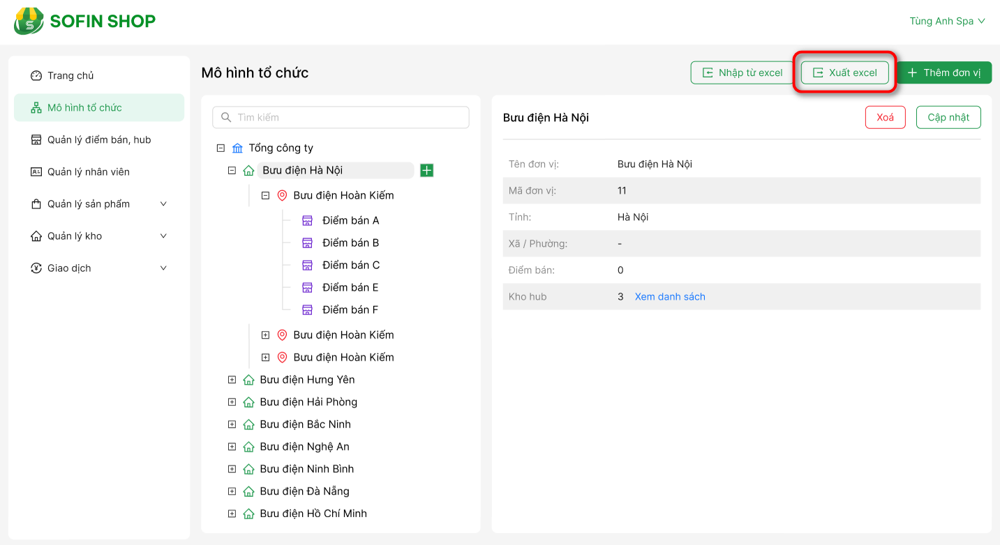 SOFIN SHOP
Tùng Anh Spa
Trang chủ
Mô hình tổ chức
Quản lý điểm bán, hub
Quản lý nhân viên
Quản lý sản phẩm
Quản lý kho
Giao dịch
Mô hình tổ chức
Nhập từ excel
Xuất excel
Thêm đơn vị
Tìm kiếm
Tổng công ty
Bưu điện Hà Nội
Bưu điện Hoàn Kiếm
Điểm bán A
Điểm bán B
Điểm bán C
Điểm bán E
Điểm bán F
Bưu điện Hoàn Kiếm
Bưu điện Hoàn Kiếm
Bưu điện Hưng Yên
Bưu điện Hải Phòng
Bưu điện Bắc Ninh
Bưu điện Nghệ An
Bưu điện Ninh Bình
Bưu điện Đà Nẵng
Bưu điện Hồ Chí Minh
Bưu điện Hà Nội
Xoá
Cập nhật
Tên đơn vị: Bưu điện Hà Nội
Mã đơn vị: 11
Tỉnh: Hà Nội
Xã / Phường: -
Điểm bán: 0
Kho hub 3 Xem danh sách